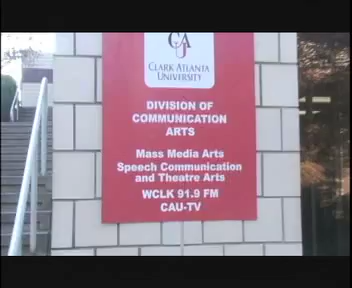 CAU
CLARK ATLANTA
UNIVERSITY
DIVISION OF
COMMUNICATION
ARTS
Mass Media Arts
Speech Communication
and Theatre Arts
WCLK 91.9 FM
CAU-TV